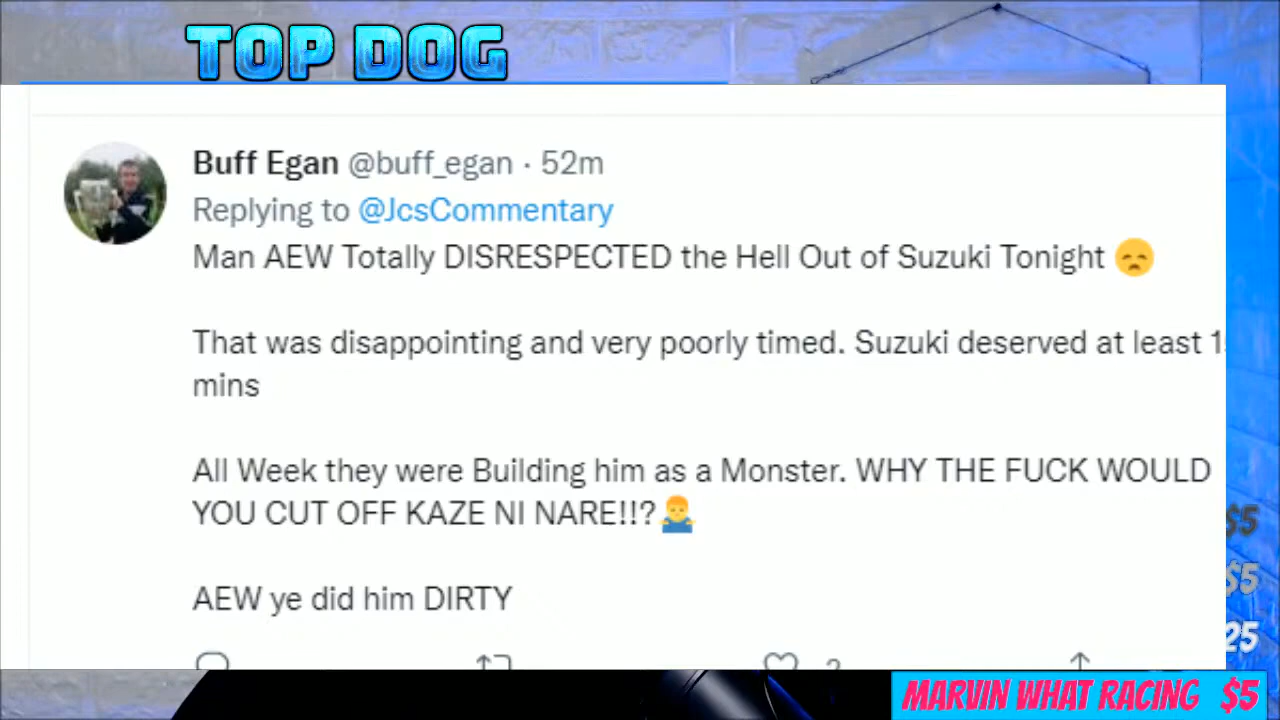 TOP DOG
Buff Egan @buff_egan · 52m
Replying to @JcsCommentary
Man AEW Totally DISRESPECTED the Hell Out of Suzuki Tonight 😞
That was disappointing and very poorly timed. Suzuki deserved at least
mins
All Week they were Building him as a Monster. WHY THE FUCK WOULD
YOU CUT OFF KAZE NI NARE!!?🤷‍♂️
AEW ye did him DIRTY
$5
$5
25
MARVIN WHAT RACING $5